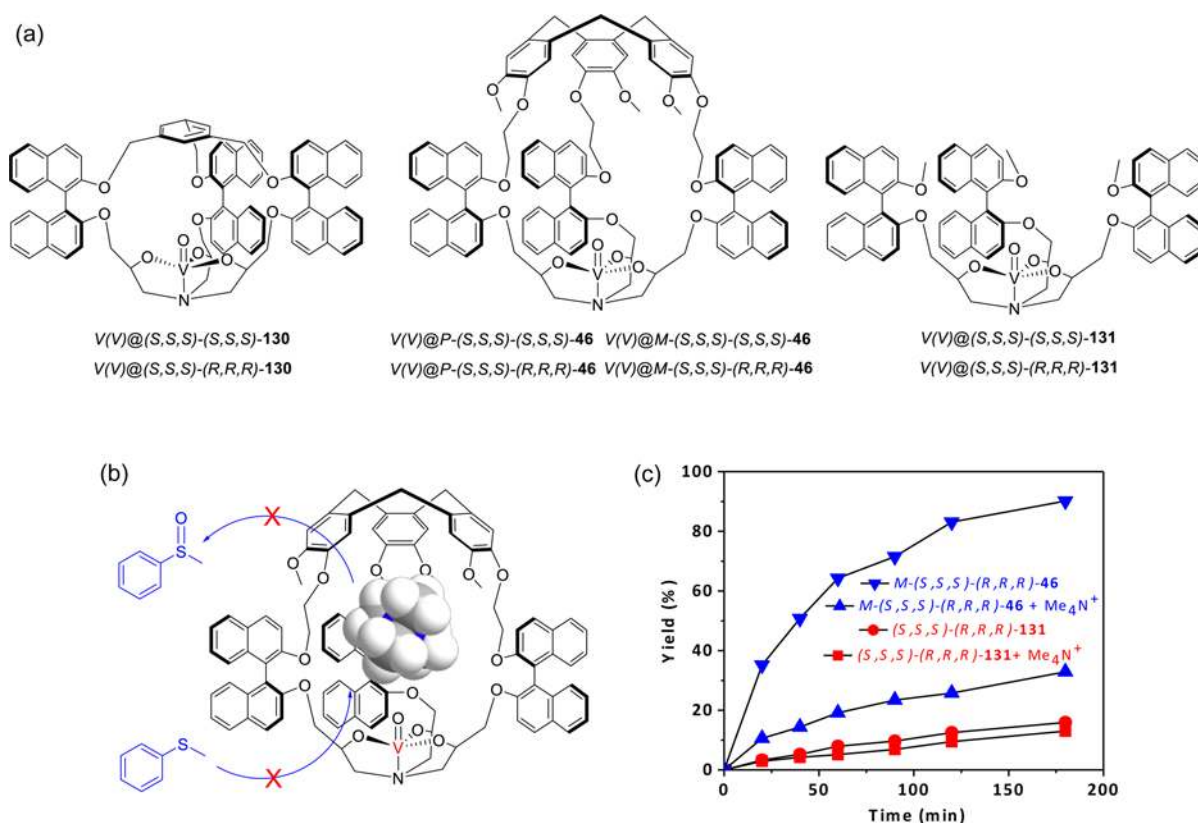 (a)
V(V)@(S,S,S)-(S,S,S)-130
V(V)@(S,S,S)-(R,R,R)-130
V(V)@P-(S,S,S)-(S,S,S)-46 V(V)@M-(S,S,S)-(S,S,S)-46
V(V)@P-(S,S,S)-(R,R,R)-46 V(V)@M-(S,S,S)-(R,R,R)-46
V(V)@(S,S,S)-(S,S,S)-131
V(V)@(S,S,S)-(R,R,R)-131
(b)
(c)
Yield (%)
100
80
60
40
20
0
M-(S,S,S)-(R,R,R)-46
M-(S,S,S)-(R,R,R)-46 + Me4N+
(S,S,S)-(R,R,R)-131
(S,S,S)-(R,R,R)-131+ Me4N+
0 50 100 150 200
Time (min)